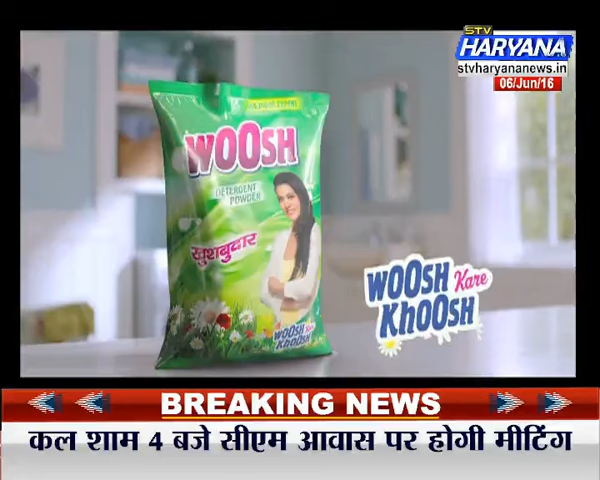 STV
HARYANA
stvharyananews.in
06/Jun/16
WOOSH
DETERGENT
POWDER
खुशबुदार
WOOSH Kare
KHOOSH
WOOSH Kare
KhOOSH
BREAKING NEWS
कल शाम 4 बजे सीएम आवास पर होगी मीटिंग